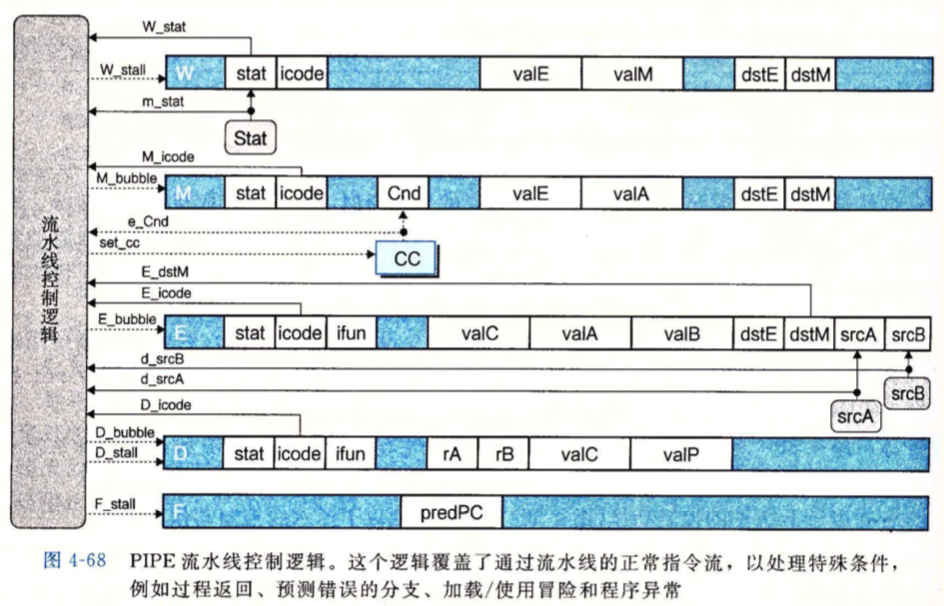 W_stat
W_stall
W stat icode valE valM dstE dstM
m_stat
Stat
M_icode
M_bubble
M stat icode Cnd valE valA dstE dstM
e_Cnd
set_cc
CC
E_dstM
E_icode
E_bubble
E stat icode ifun valC valA valB dstE dstM srcA srcB
d_srcB
srcB
d_srcA
srcA
D_icode
D_bubble
D_stall
D stat icode ifun rA rB valC valP
F_stall
F predPC
流水线控制逻辑
图 4-68 PIPE 流水线控制逻辑。这个逻辑覆盖了通过流水线的正常指令流，以处理特殊条件，
例如过程返回、预测错误的分支、加载/使用冒险和程序异常